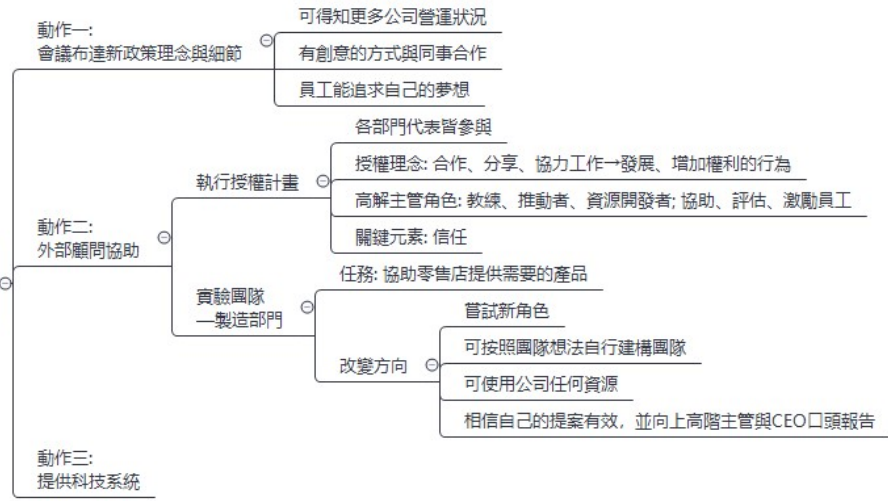 動作一:
會議布達新政策理念與細節
可得知更多公司營運狀況
有創意的方式與同事合作
員工能追求自己的夢想
動作二:
外部顧問協助
執行授權計畫
各部門代表皆參與
授權理念: 合作、分享、協力工作→發展、增加權利的行為
高解主管角色: 教練、推動者、資源開發者; 協助、評估、激勵員工
關鍵元素: 信任
實驗團隊
—製造部門
任務: 協助零售店提供需要的產品
改變方向
嘗試新角色
可按照團隊想法自行建構團隊
可使用公司任何資源
相信自己的提案有效，並向上高階主管與CEO口頭報告
動作三:
提供科技系統